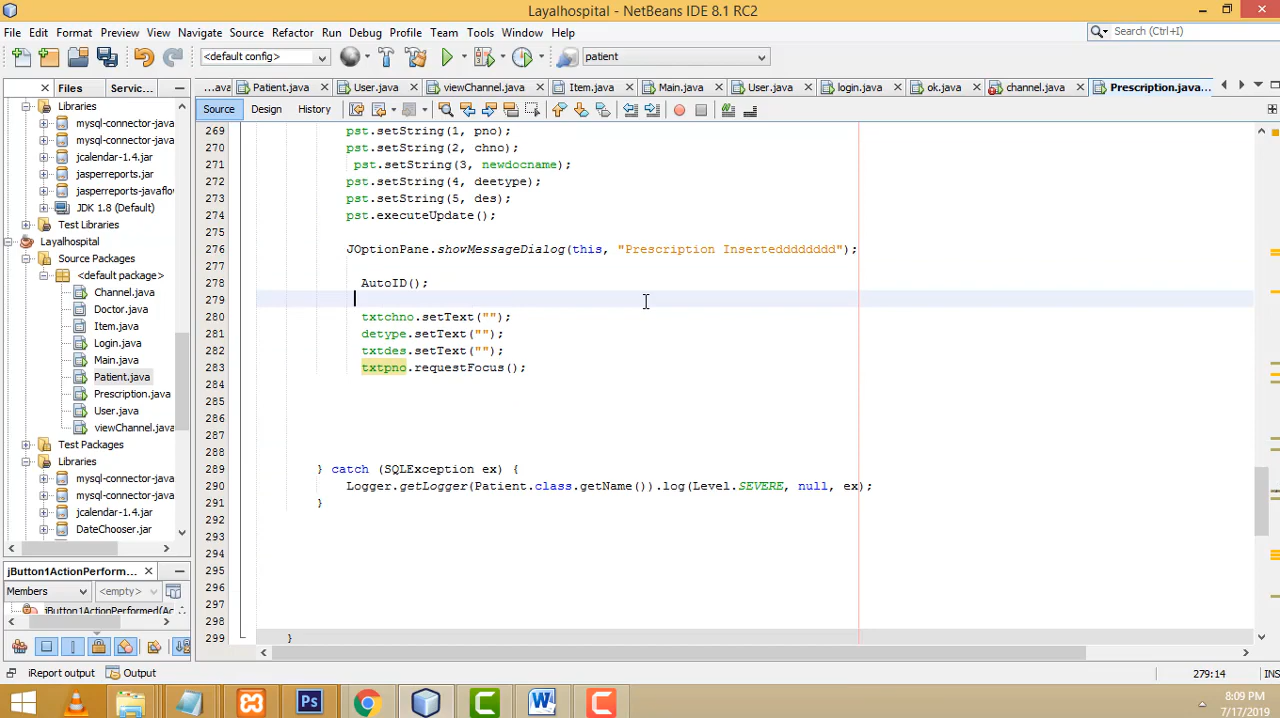 Layalhospital - NetBeans IDE 8.1 RC2
File Edit Format Preview View Navigate Source Refactor Run Debug Profile Team Tools Window Help
Search (Ctrl+I)
<default config> patient
Files Servic...
...ava Patient.java User.java viewChannel.java Item.java Main.java User.java login.java ok.java channel.java Prescription.java...
Source Design History
Libraries
mysql-connector-java
mysql-connector-java
jcalendar-1.4.jar
jasperreports.jar
jasperreports-javaflow
JDK 1.8 (Default)
Test Libraries
Layalhospital
Source Packages
<default package>
Channel.java
Doctor.java
Item.java
Login.java
Main.java
Patient.java
Prescription.java
User.java
viewChannel.java
Test Packages
Libraries
mysql-connector-java
mysql-connector-java
jcalendar-1.4.jar
DateChooser.jar
jButton1ActionPerform...
Members <empty>
jButton1ActionPerformed(Ac
269 pst.setString(1, pno);
270 pst.setString(2, chno);
271 pst.setString(3, newdocname);
272 pst.setString(4, deetype);
273 pst.setString(5, des);
274 pst.executeUpdate();
275
276 JOptionPane.showMessageDialog(this, "Prescription Insertedddddddd");
277
278 AutoID();
279
280 txtchno.setText("");
281 detype.setText("");
282 txtdes.setText("");
283 txtpno.requestFocus();
284
285
286
287
288
289 } catch (SQLException ex) {
290 Logger.getLogger(Patient.class.getName()).log(Level.SEVERE, null, ex);
291 }
292
293
294
295
296
297
298
299 }
iReport output Output
279:14 INS
Ps W C C
8:09 PM
7/17/2019